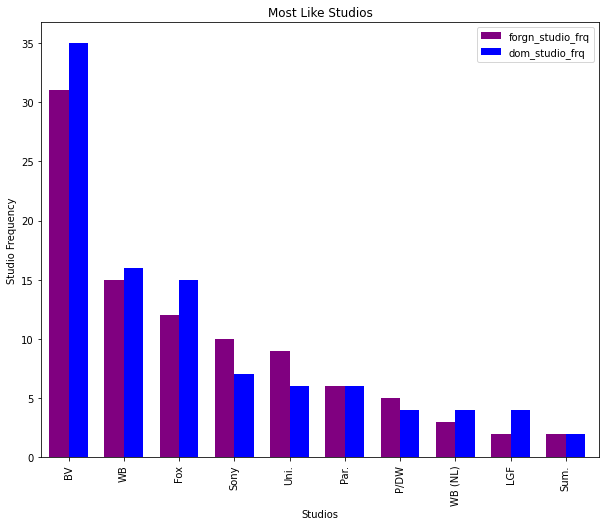 Most Like Studios
forgn_studio_frq
dom_studio_frq
Studio Frequency
35
30
25
20
15
10
5
0
BV
WB
Fox
Sony
Uni.
Par.
P/DW
WB (NL)
LGF
Sum.
Studios